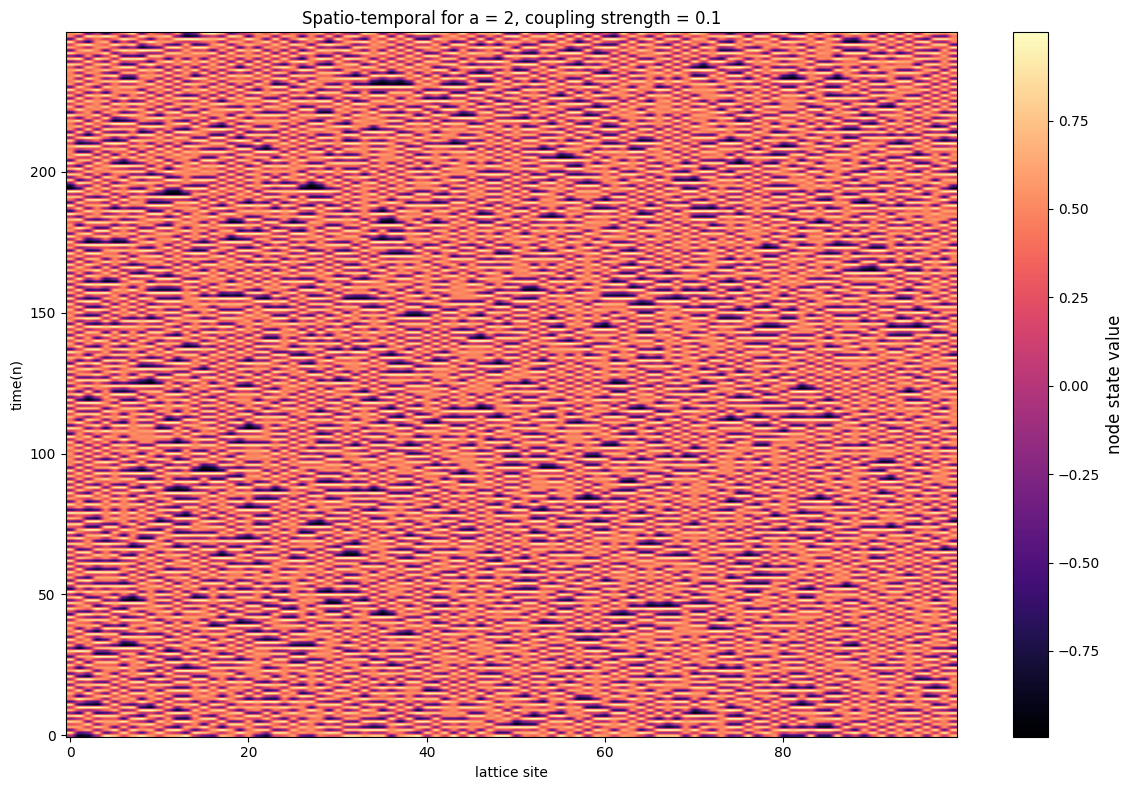 Spatio-temporal for a = 2, coupling strength = 0.1
time(n)
200
150
100
50
0
0 20 40 60 80
lattice site
0.75
0.50
0.25
0.00
−0.25
−0.50
−0.75
node state value